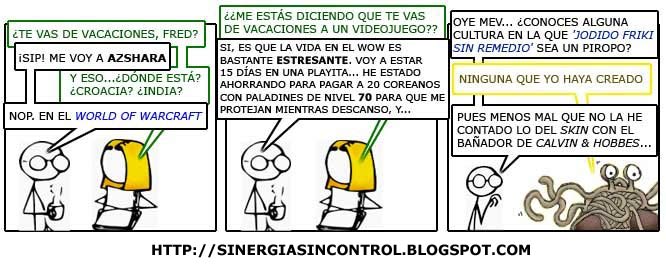 ¿TE VAS DE VACACIONES, FRED?
¡SIP! ME VOY A AZSHARA
Y ESO...¿DÓNDE ESTÁ?
¿CROACIA? ¿INDIA?
NOP. EN EL WORLD OF WARCRAFT
¿¿ME ESTÁS DICIENDO QUE TE VAS
DE VACACIONES A UN VIDEOJUEGO??
SI, ES QUE LA VIDA EN EL WOW ES
BASTANTE ESTRESANTE. VOY A ESTAR
15 DÍAS EN UNA PLAYITA... HE ESTADO
AHORRANDO PARA PAGAR A 20 COREANOS
CON PALADINES DE NIVEL 70 PARA QUE ME
PROTEJAN MIENTRAS DESCANSO, Y...
OYE MEV... ¿CONOCES ALGUNA
CULTURA EN LA QUE 'JODIDO FRIKI
SIN REMEDIO' SEA UN PIROPO?
NINGUNA QUE YO HAYA CREADO
PUES MENOS MAL QUE NO LA HE
CONTADO LO DEL SKIN CON EL
BAÑADOR DE CALVIN & HOBBES...
HTTP://SINERGIASINCONTROL.BLOGSPOT.COM